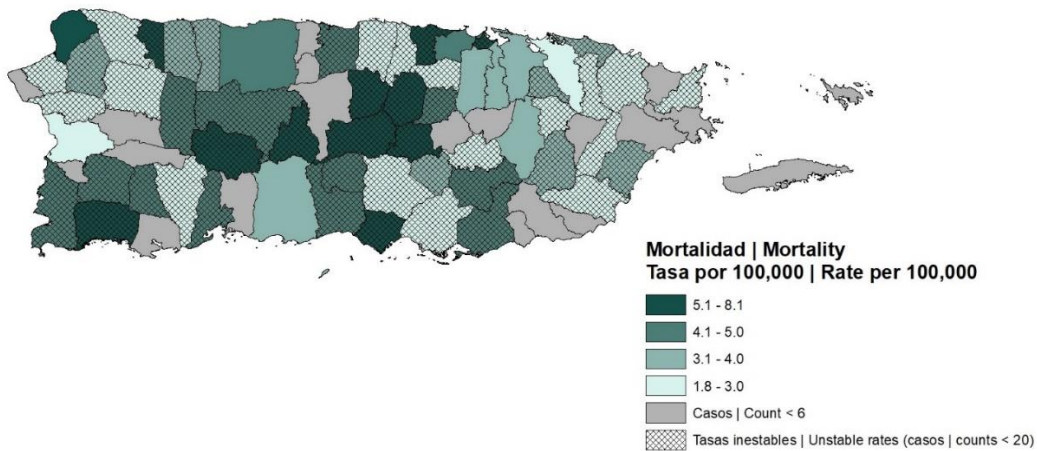 Mortalidad | Mortality
Tasa por 100,000 | Rate per 100,000
5.1 - 8.1
4.1 - 5.0
3.1 - 4.0
1.8 - 3.0
Casos | Count < 6
Tasas inestables | Unstable rates (casos | counts < 20)